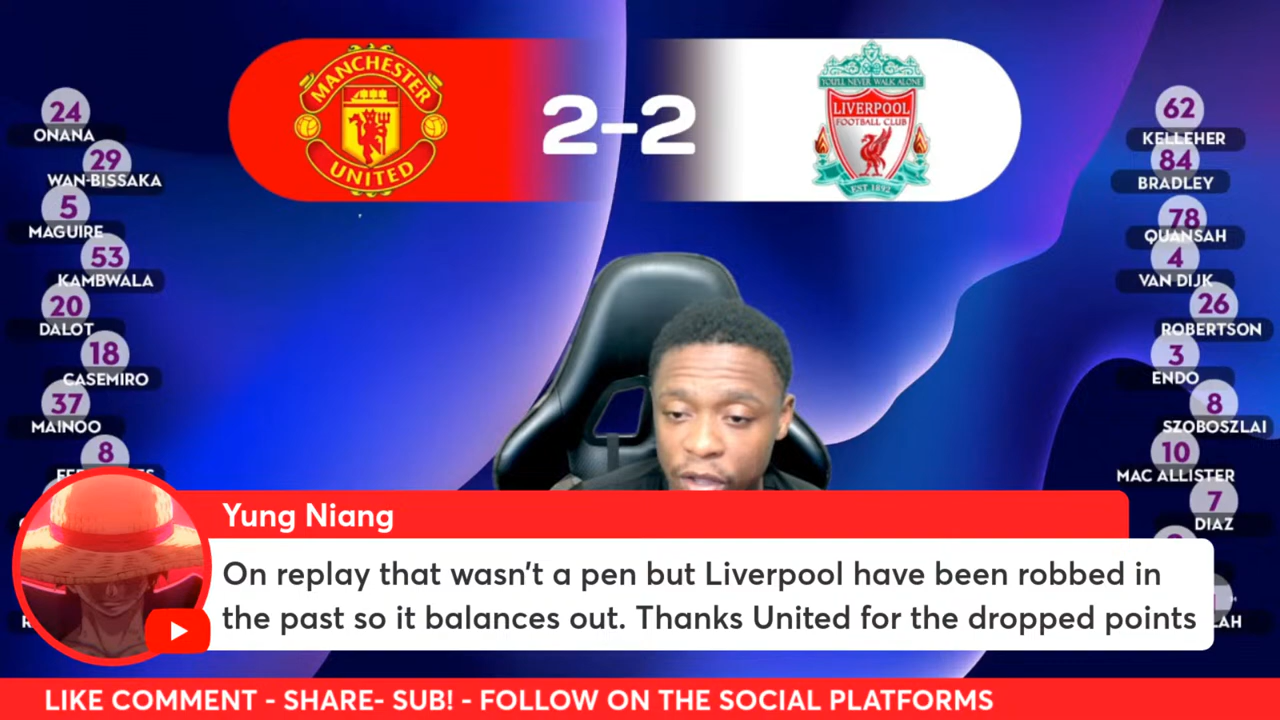 MANCHESTER
UNITED
2-2
YOU'LL NEVER WALK ALONE
LIVERPOOL
FOOTBALL CLUB
EST·1892
24
ONANA
29
WAN-BISSAKA
5
MAGUIRE
53
KAMBWALA
20
DALOT
18
CASEMIRO
37
MAINOO
8
62
KELLEHER
84
BRADLEY
78
QUANSAH
4
VAN DIJK
26
ROBERTSON
3
ENDO
8
SZOBOSZLAI
10
MAC ALLISTER
7
DIAZ
LAH
Yung Niang
On replay that wasn't a pen but Liverpool have been robbed in
the past so it balances out. Thanks United for the dropped points
LIKE COMMENT - SHARE- SUB! - FOLLOW ON THE SOCIAL PLATFORMS